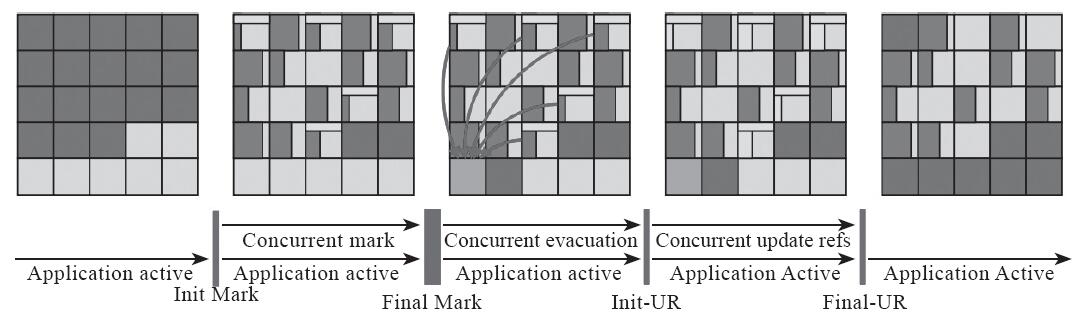 Concurrent mark
Concurrent evacuation
Concurrent update refs
Application active
Application active
Application active
Application Active
Application Active
Init Mark
Final Mark
Init-UR
Final-UR